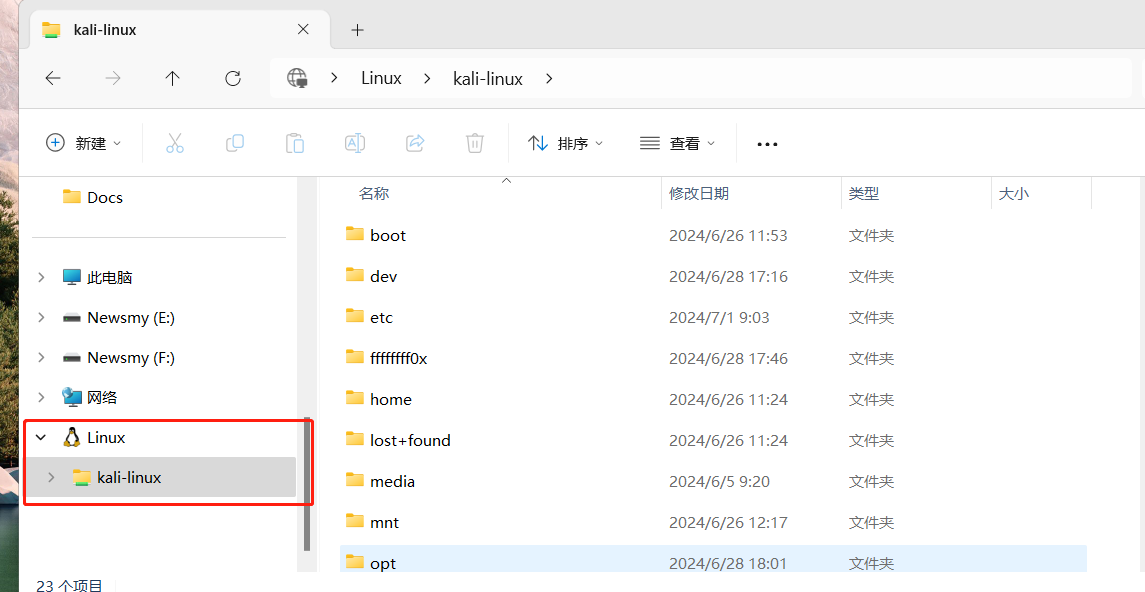 kali-linux
Linux kali-linux
新建 排序 查看
Docs
此电脑
Newsmy (E:)
Newsmy (F:)
网络
Linux
kali-linux
名称 修改日期 类型 大小
boot 2024/6/26 11:53 文件夹
dev 2024/6/28 17:16 文件夹
etc 2024/7/1 9:03 文件夹
ffffffff0x 2024/6/28 17:46 文件夹
home 2024/6/26 11:24 文件夹
lost+found 2024/6/26 11:24 文件夹
media 2024/6/5 9:20 文件夹
mnt 2024/6/26 12:17 文件夹
opt 2024/6/28 18:01 文件夹
23 个项目